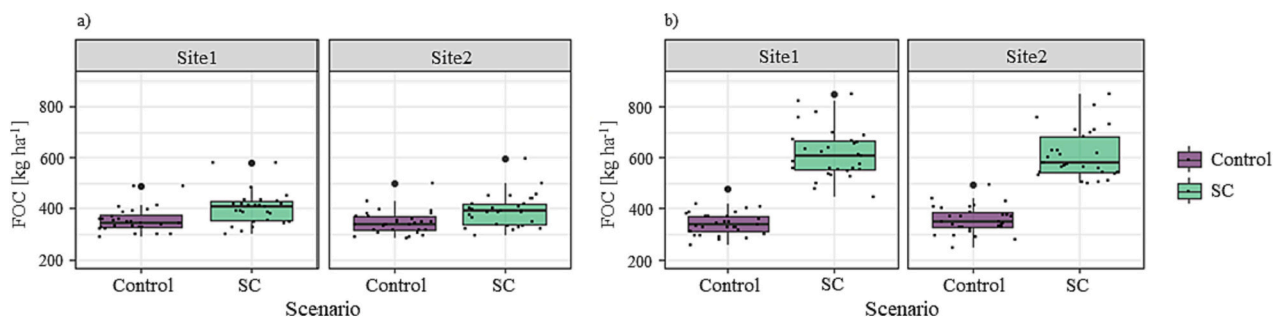 a)
Site1
Site2
FOC [kg ha⁻¹]
800
600
400
200
Control
SC
Control
SC
Scenario
b)
Site1
Site2
FOC [kg ha⁻¹]
800
600
400
200
Control
SC
Control
SC
Scenario
Control
SC